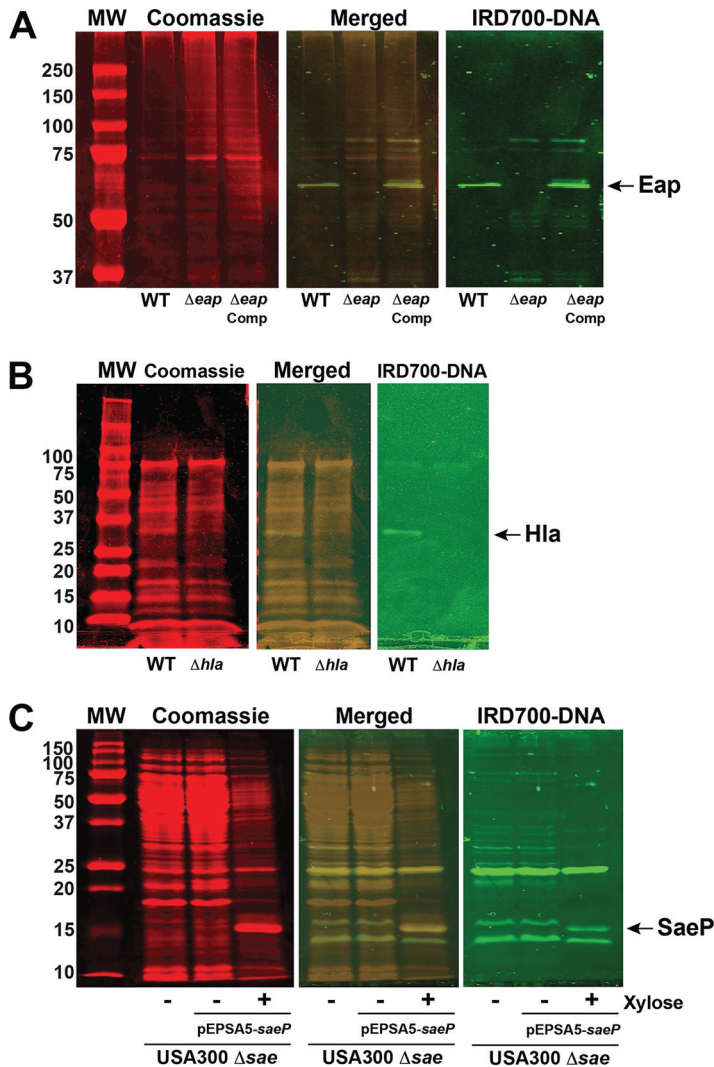 A
MW Coomassie Merged IRD700-DNA
250
150
100
75
50
37
← Eap
WT Δeap Δeap Comp WT Δeap Δeap Comp WT Δeap Δeap Comp
B
MW Coomassie Merged IRD700-DNA
100
75
50
37
25
20
15
10
← Hla
WT Δhla WT Δhla WT Δhla
C
MW Coomassie Merged IRD700-DNA
150
100
75
50
37
25
20
15
10
← SaeP
- - + - - + - - + Xylose
pEPSA5-saeP pEPSA5-saeP pEPSA5-saeP
USA300 Δsae USA300 Δsae USA300 Δsae